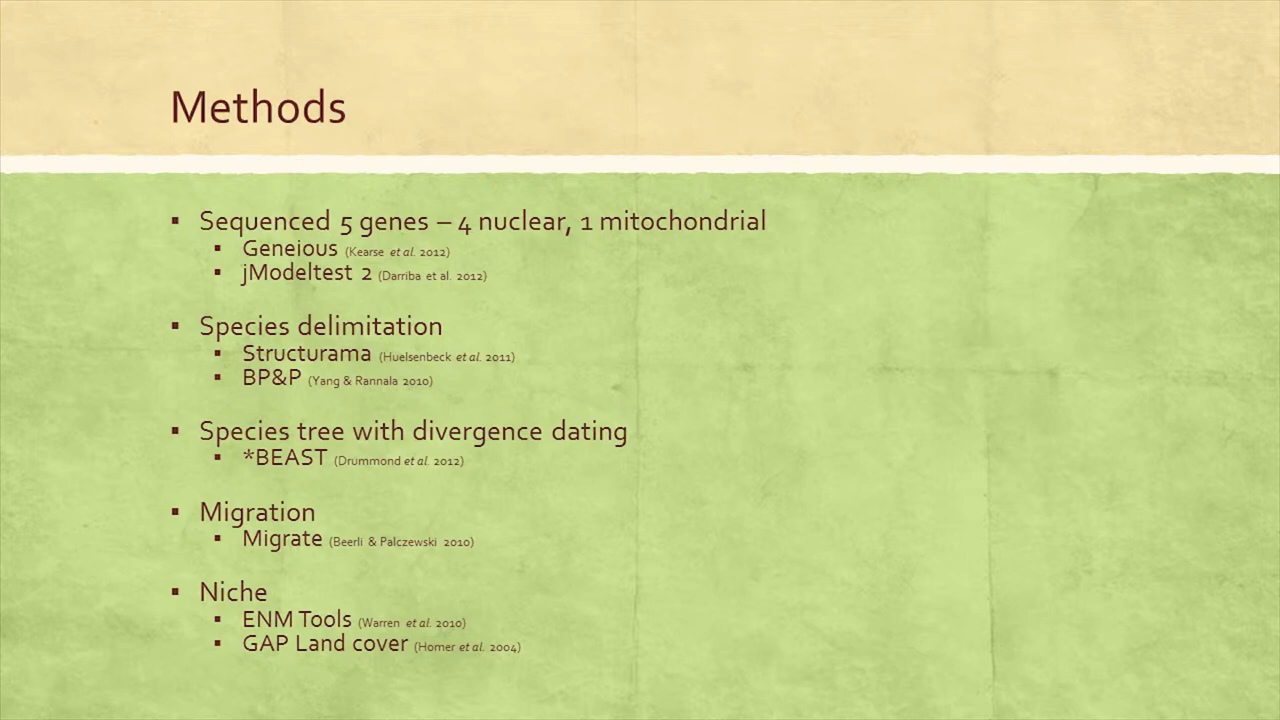 Methods
▪ Sequenced 5 genes – 4 nuclear, 1 mitochondrial
▪ Geneious (Kearse et al. 2012)
▪ jModeltest 2 (Darriba et al. 2012)
▪ Species delimitation
▪ Structurama (Huelsenbeck et al. 2011)
▪ BP&P (Yang & Rannala 2010)
▪ Species tree with divergence dating
▪ *BEAST (Drummond et al. 2012)
▪ Migration
▪ Migrate (Beerli & Palczewski 2010)
▪ Niche
▪ ENM Tools (Warren et al. 2010)
▪ GAP Land cover (Homer et al. 2004)